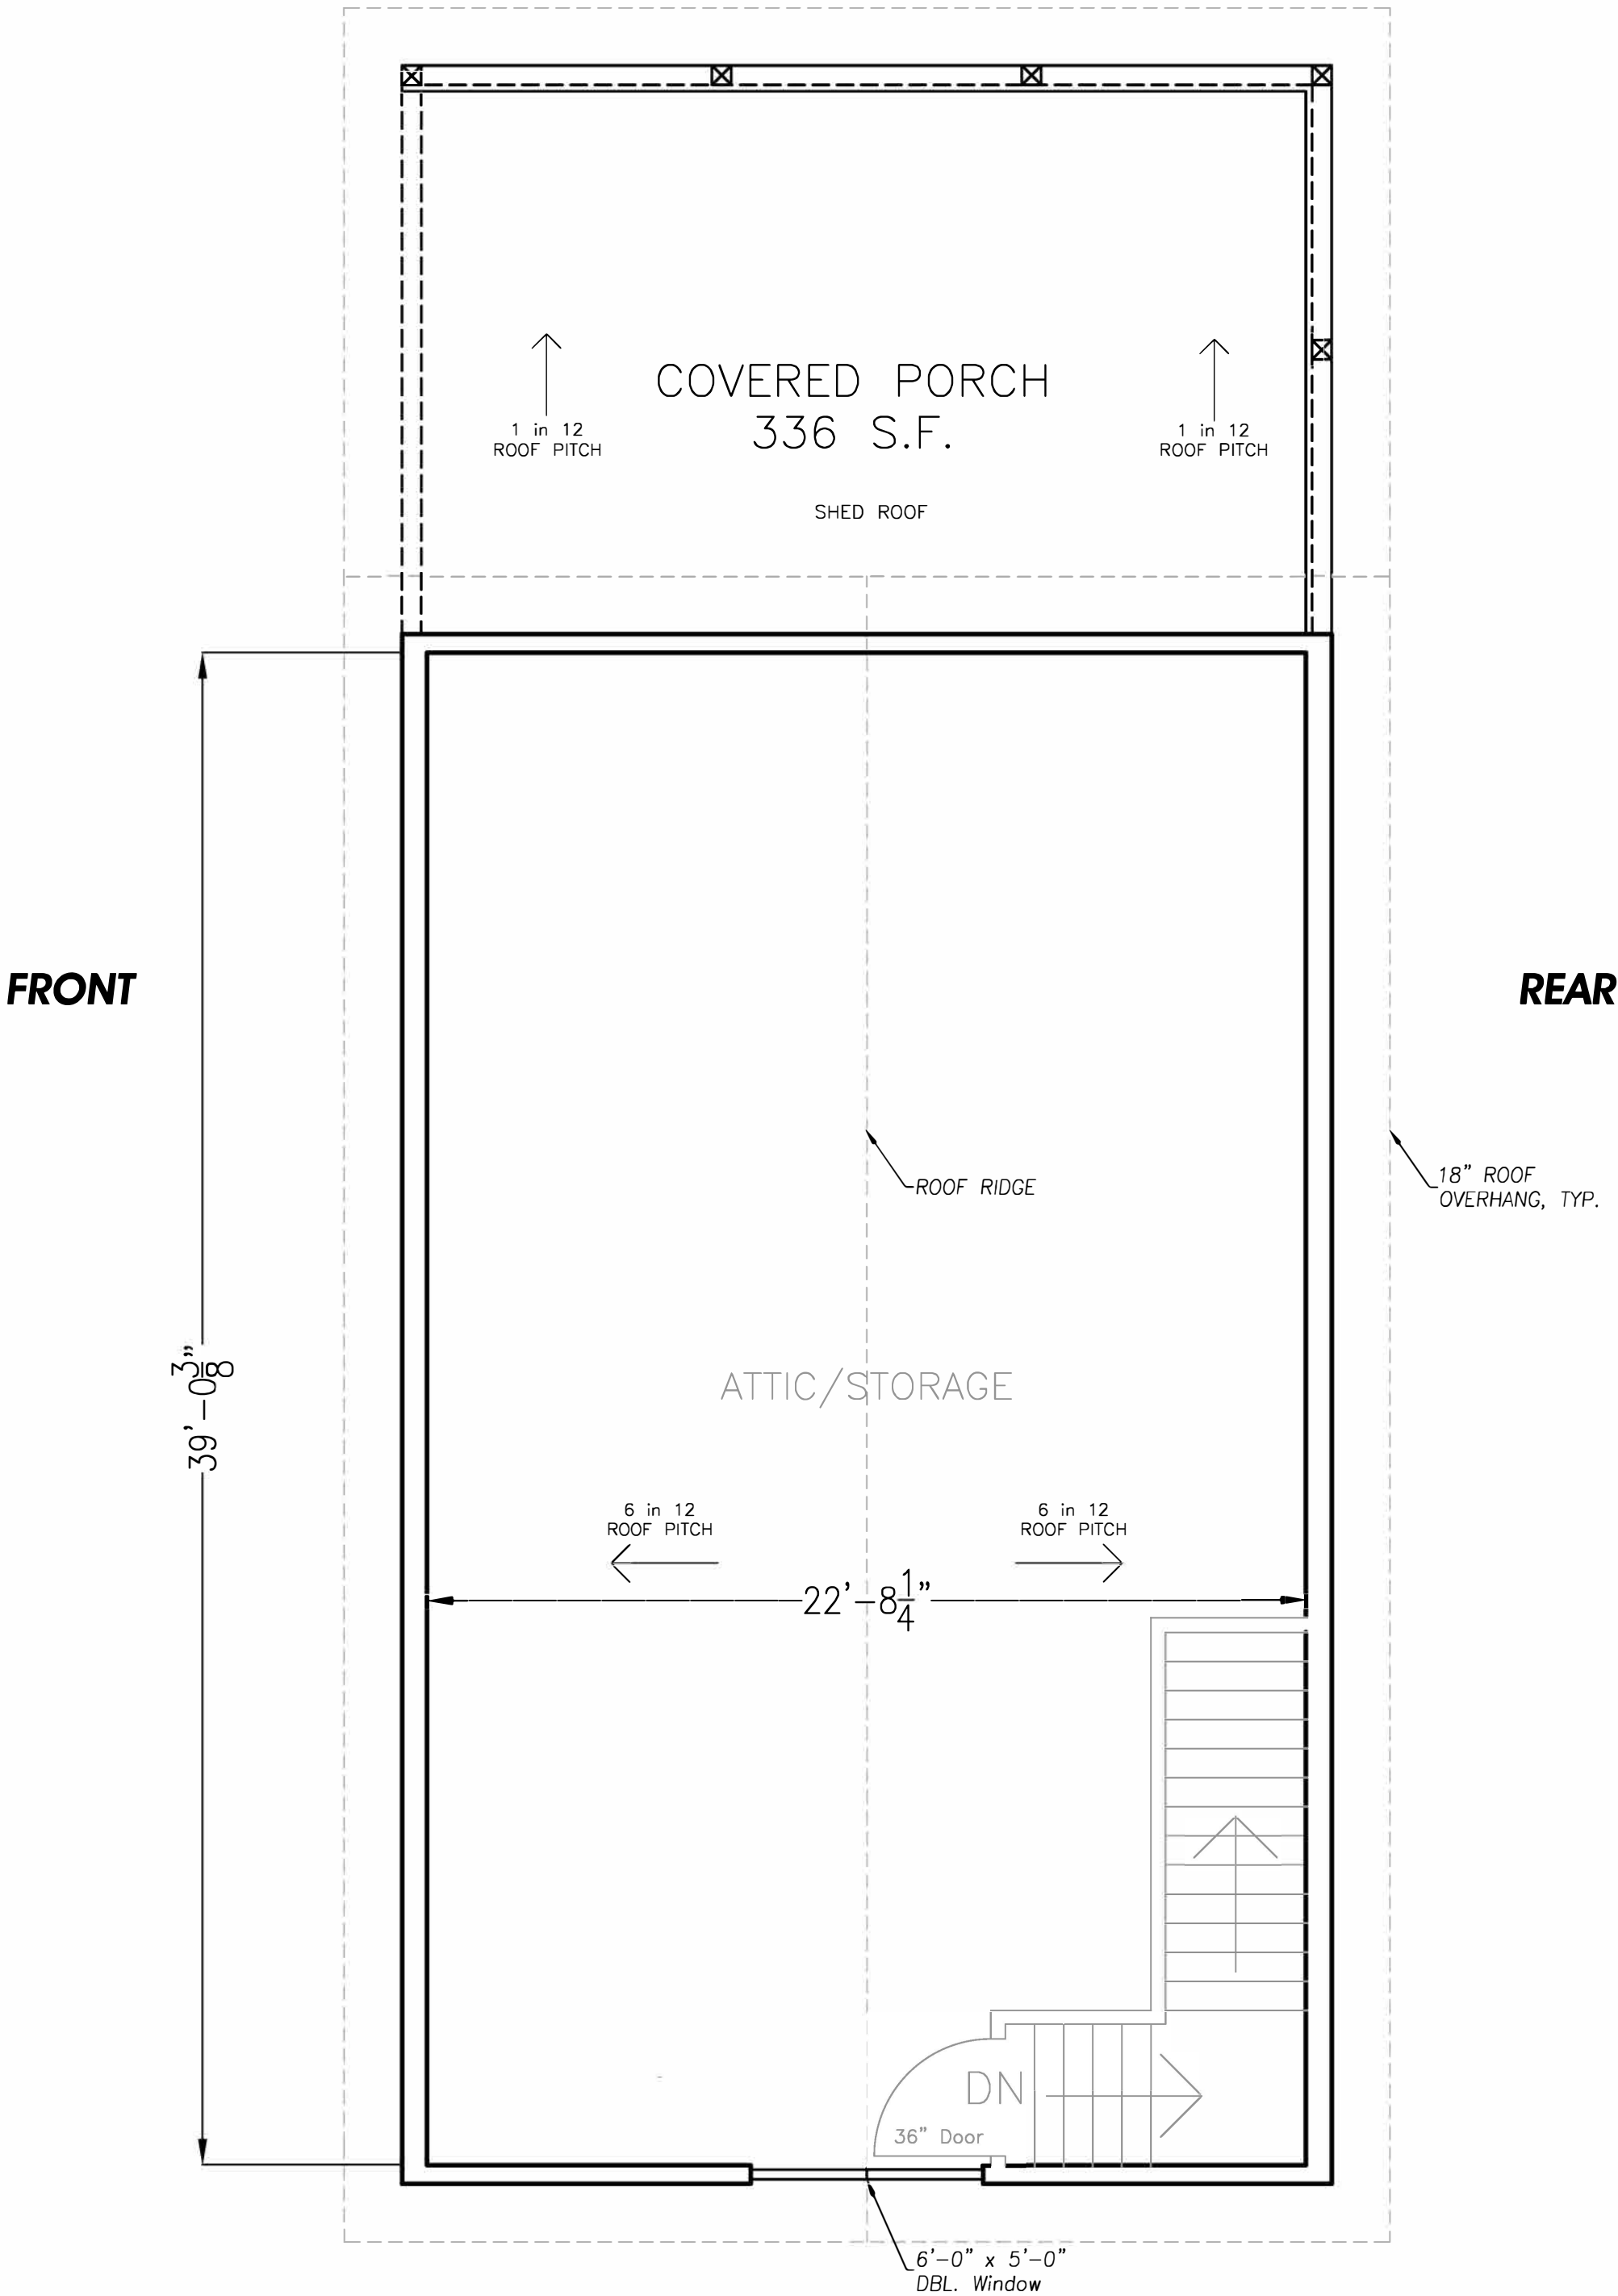 COVERED PORCH
336 S.F.
1 in 12
ROOF PITCH
1 in 12
ROOF PITCH
SHED ROOF
FRONT
REAR
ROOF RIDGE
18" ROOF
OVERHANG, TYP.
39'-0 3/8"
ATTIC/STORAGE
6 in 12
ROOF PITCH
6 in 12
ROOF PITCH
22'-8 1/4"
DN
36" Door
6'-0" x 5'-0"
DBL. Window